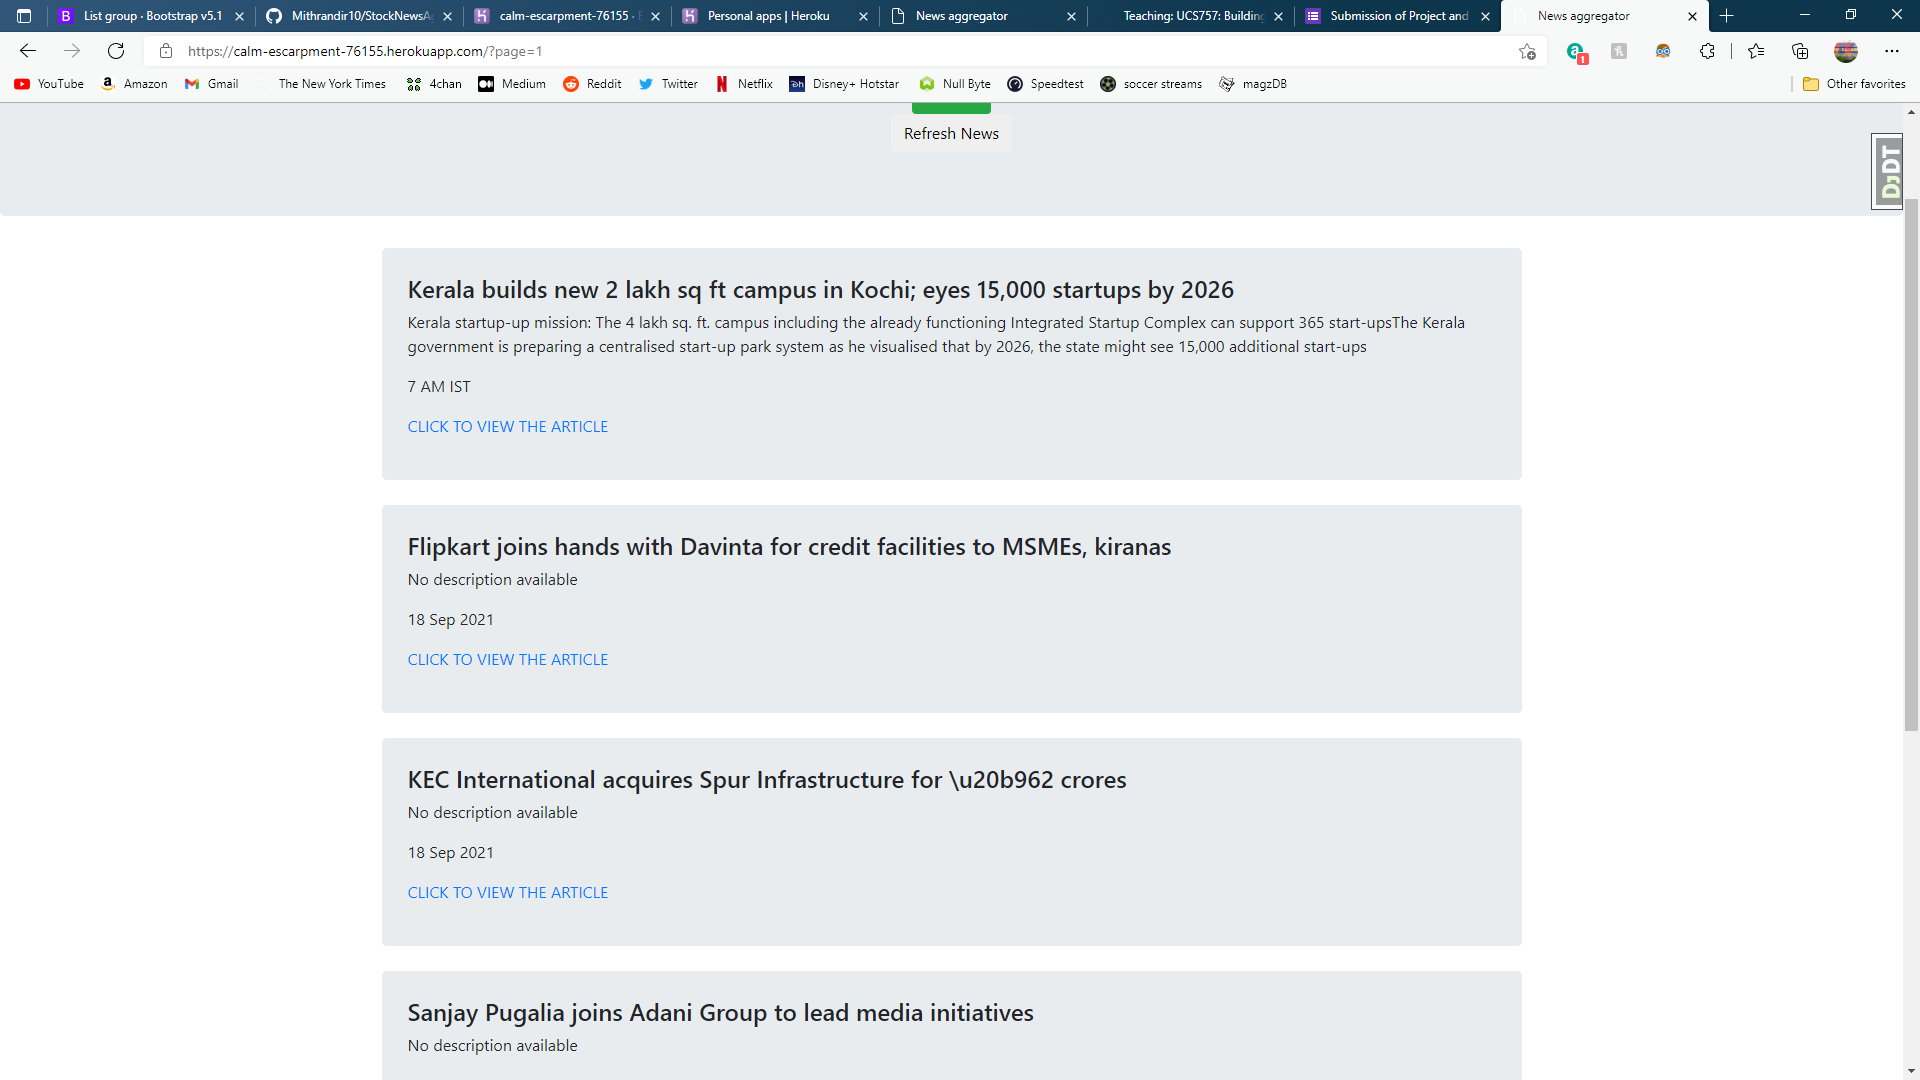 List group · Bootstrap v5.1
Mithrandir10/StockNewsA
calm-escarpment-76155 ·
Personal apps | Heroku
News aggregator
Teaching: UCS757: Building
Submission of Project and
News aggregator
https://calm-escarpment-76155.herokuapp.com/?page=1
1
YouTube
Amazon
Gmail
The New York Times
4chan
Medium
Reddit
Twitter
Netflix
Disney+ Hotstar
Null Byte
Speedtest
soccer streams
magzDB
Other favorites
Refresh News
DJDT
Kerala builds new 2 lakh sq ft campus in Kochi; eyes 15,000 startups by 2026
Kerala startup-up mission: The 4 lakh sq. ft. campus including the already functioning Integrated Startup Complex can support 365 start-upsThe Kerala
government is preparing a centralised start-up park system as he visualised that by 2026, the state might see 15,000 additional start-ups
7 AM IST
CLICK TO VIEW THE ARTICLE
Flipkart joins hands with Davinta for credit facilities to MSMEs, kiranas
No description available
18 Sep 2021
CLICK TO VIEW THE ARTICLE
KEC International acquires Spur Infrastructure for \u20b962 crores
No description available
18 Sep 2021
CLICK TO VIEW THE ARTICLE
Sanjay Pugalia joins Adani Group to lead media initiatives
No description available